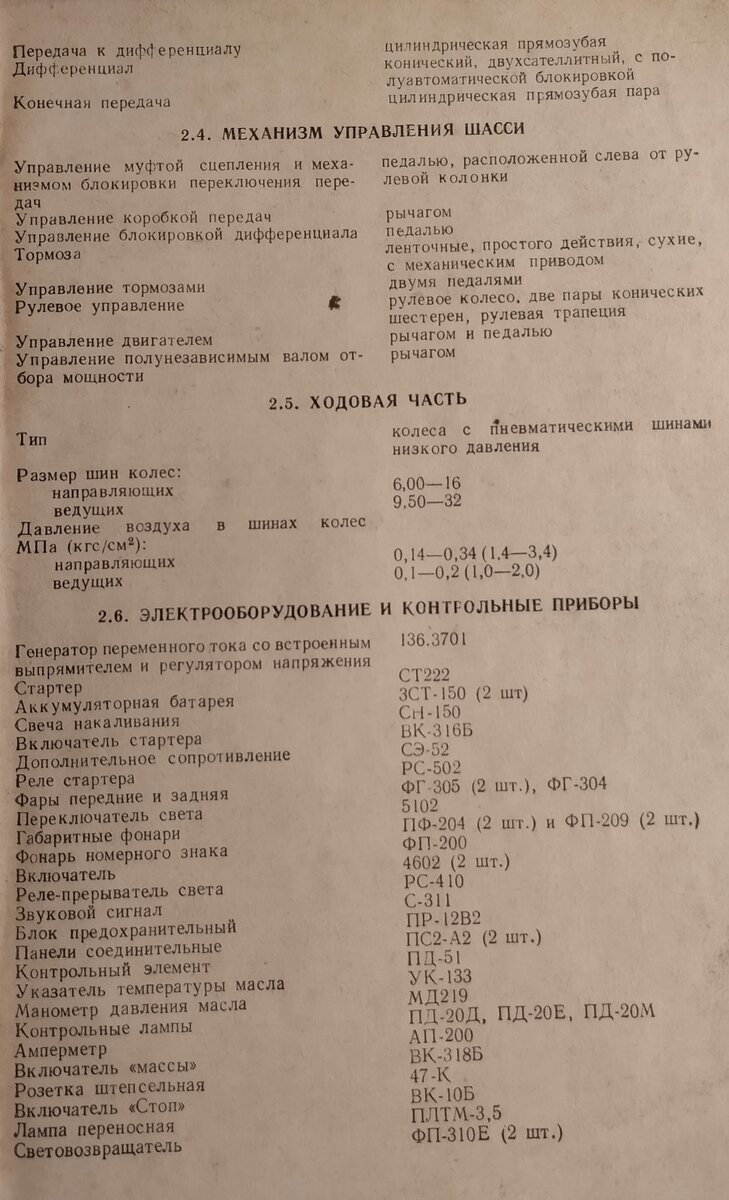 Передача к дифференциалу цилиндрическая прямозубая
Дифференциал конический, двухсателлитный, с по-
луавтоматической блокировкой
Конечная передача цилиндрическая прямозубая пара
2.4. МЕХАНИЗМ УПРАВЛЕНИЯ ШАССИ
Управление муфтой сцепления и меха- педалью, расположенной слева от ру-
низмом блокировки переключения пере- левой колонки
дач
Управление коробкой передач рычагом
Управление блокировкой дифференциала педалью
Тормоза ленточные, простого действия, сухие,
с механическим приводом
Управление тормозами двумя педалями
Рулевое управление рулевое колесо, две пары конических
шестерен, рулевая трапеция
Управление двигателем рычагом и педалью
Управление полунезависимым валом от- рычагом
бора мощности
2.5. ХОДОВАЯ ЧАСТЬ
Тип колеса с пневматическими шинами
низкого давления
Размер шин колес:
направляющих 6,00—16
ведущих 9,50—32
Давление воздуха в шинах колес
МПа (кгс/см²):
направляющих 0,14—0,34 (1,4—3,4)
ведущих 0,1—0,2 (1,0—2,0)
2.6. ЭЛЕКТРООБОРУДОВАНИЕ И КОНТРОЛЬНЫЕ ПРИБОРЫ
Генератор переменного тока со встроенным 136.3701
выпрямителем и регулятором напряжения
Стартер СТ222
Аккумуляторная батарея 3СТ-150 (2 шт)
Свеча накаливания СН-150
Включатель стартера ВК-316Б
Дополнительное сопротивление СЭ-52
Реле стартера РС-502
Фары передние и задняя ФГ-305 (2 шт.), ФГ-304
Переключатель света 5102
Габаритные фонари ПФ-204 (2 шт.) и ФП-209 (2 шт.)
Фонарь номерного знака ФП-200
Включатель 4602 (2 шт.)
Реле-прерыватель света РС-410
Звуковой сигнал С-311
Блок предохранительный ПР-12В2
Панели соединительные ПС2-А2 (2 шт.)
Контрольный элемент ПД-51
Указатель температуры масла УК-133
Манометр давления масла МД219
Контрольные лампы ПД-20Д, ПД-20Е, ПД-20М
Амперметр АП-200
Включатель «массы» ВК-318Б
Розетка штепсельная 47-К
Включатель «Стоп» ВК-10Б
Лампа переносная ПЛТМ-3,5
Световозвращатель ФП-310Е (2 шт.)